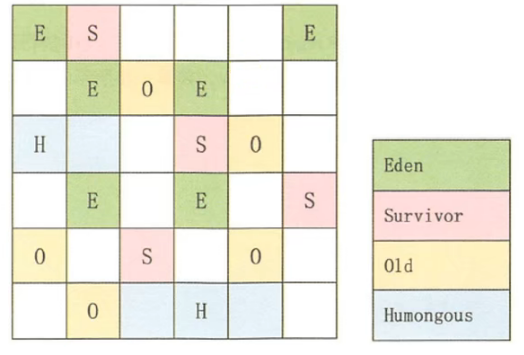 E S E
E O E
H S O
E E S
O S O
O H
Eden
Survivor
Old
Humongous